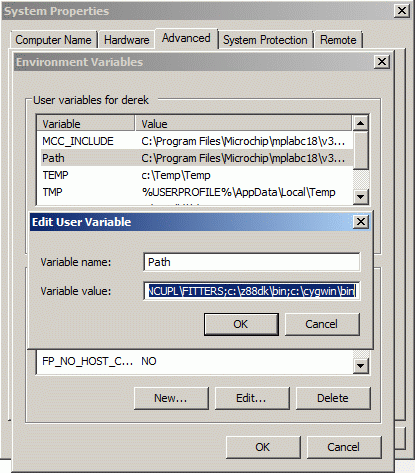 System Properties
Computer Name Hardware Advanced System Protection Remote
Environment Variables
User variables for derek
Variable Value
MCC_INCLUDE C:\Program Files\Microchip\mplabc18\v3...
Path C:\Program Files\Microchip\mplabc18\v3...
TEMP c:\Temp\Temp
TMP %USERPROFILE%\AppData\Local\Temp
Edit User Variable
Variable name: Path
Variable value: NCUPL\FITTERS;c:\z88dk\bin;c:\cygwin\bin
OK Cancel
FP_NO_HOST_C... NO
New... Edit... Delete
OK Cancel